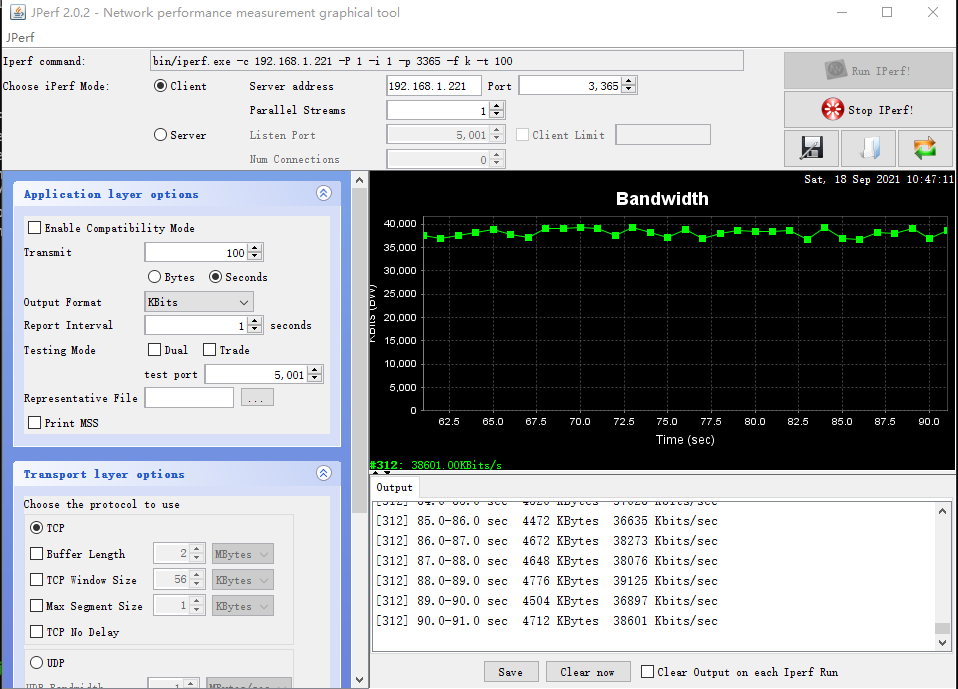 JPerf 2.0.2 - Network performance measurement graphical tool
JPerf
Iperf command:
bin/iperf.exe -c 192.168.1.221 -P 1 -i 1 -p 3365 -f k -t 100
Choose iPerf Mode:
Client
Server address
192.168.1.221
Port
3,365
Parallel Streams
1
Server
Listen Port
5,001
Client Limit
Num Connections
0
Run IPerf!
Stop IPerf!
Application layer options
Enable Compatibility Mode
Transmit
100
Bytes
Seconds
Output Format
KBits
Report Interval
1
seconds
Testing Mode
Dual
Trade
test port
5,001
Representative File
...
Print MSS
Transport layer options
Choose the protocol to use
TCP
Buffer Length
2
MBytes
TCP Window Size
56
KBytes
Max Segment Size
1
KBytes
TCP No Delay
UDP
UDP Bandwidth
1
MBytes/sec
Sat, 18 Sep 2021 10:47:11
Bandwidth
40,000
35,000
30,000
25,000
20,000
15,000
10,000
5,000
0
KBits (BW)
62.5 65.0 67.5 70.0 72.5 75.0 77.5 80.0 82.5 85.0 87.5 90.0
Time (sec)
#312: 38601.00KBits/s
Output
[312] 85.0-86.0 sec 4472 KBytes 36635 Kbits/sec
[312] 86.0-87.0 sec 4672 KBytes 38273 Kbits/sec
[312] 87.0-88.0 sec 4648 KBytes 38076 Kbits/sec
[312] 88.0-89.0 sec 4776 KBytes 39125 Kbits/sec
[312] 89.0-90.0 sec 4504 KBytes 36897 Kbits/sec
[312] 90.0-91.0 sec 4712 KBytes 38601 Kbits/sec
Save
Clear now
Clear Output on each Iperf Run